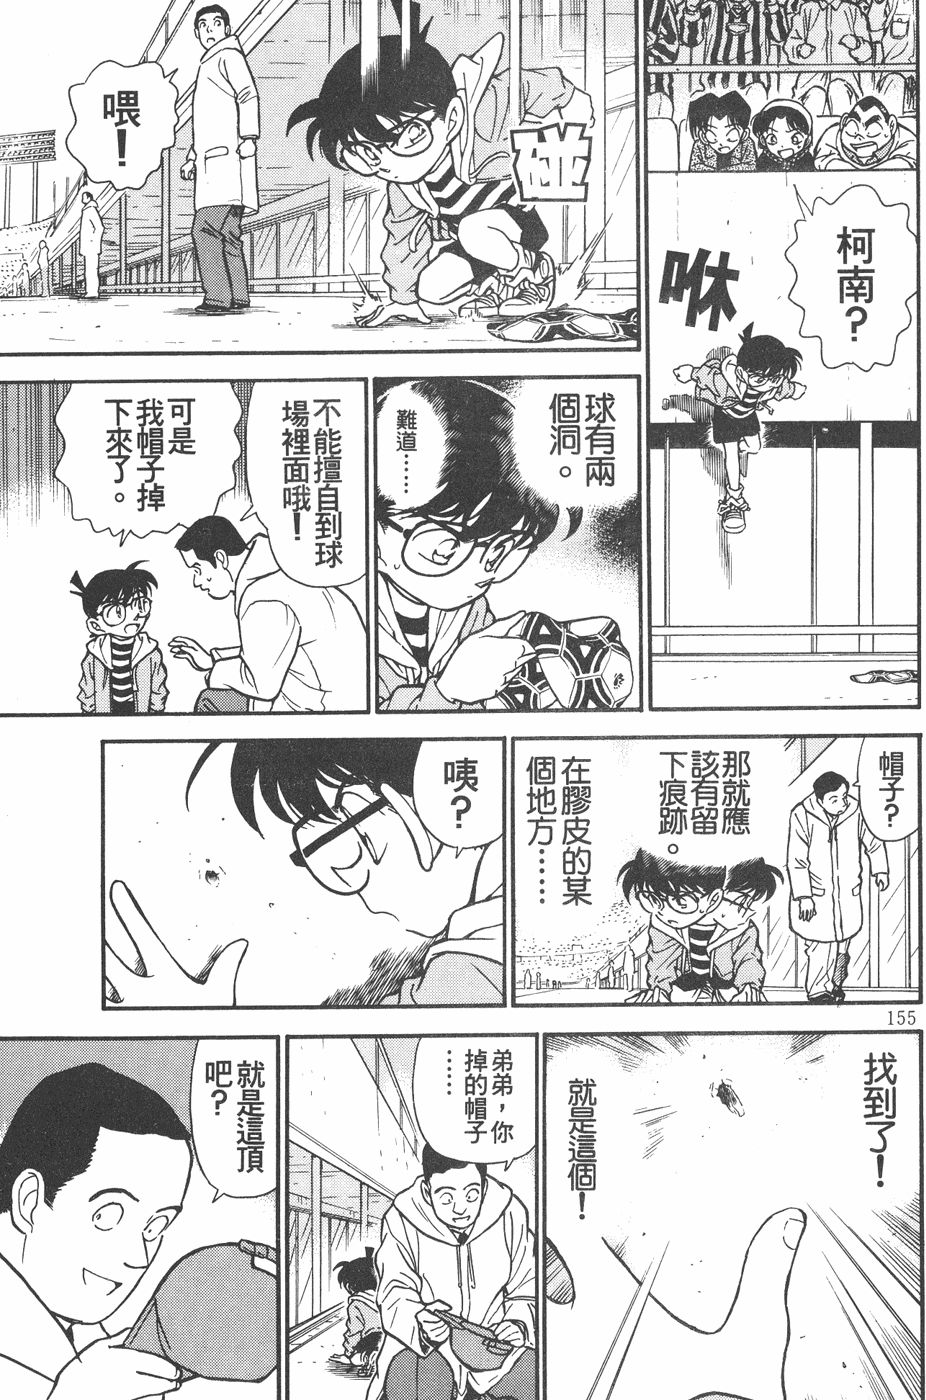 柯南？
咻
碰
喂！
球有兩
個洞。
難道……
不能擅自到球
場裡面哦！
可是
我帽子掉
下來了。
帽子？
那就應
該有留
下痕跡。
在膠皮的某
個地方……
咦？
155
找到了！
就是這個！
弟弟，你
掉的帽子
……
就是這頂
吧？